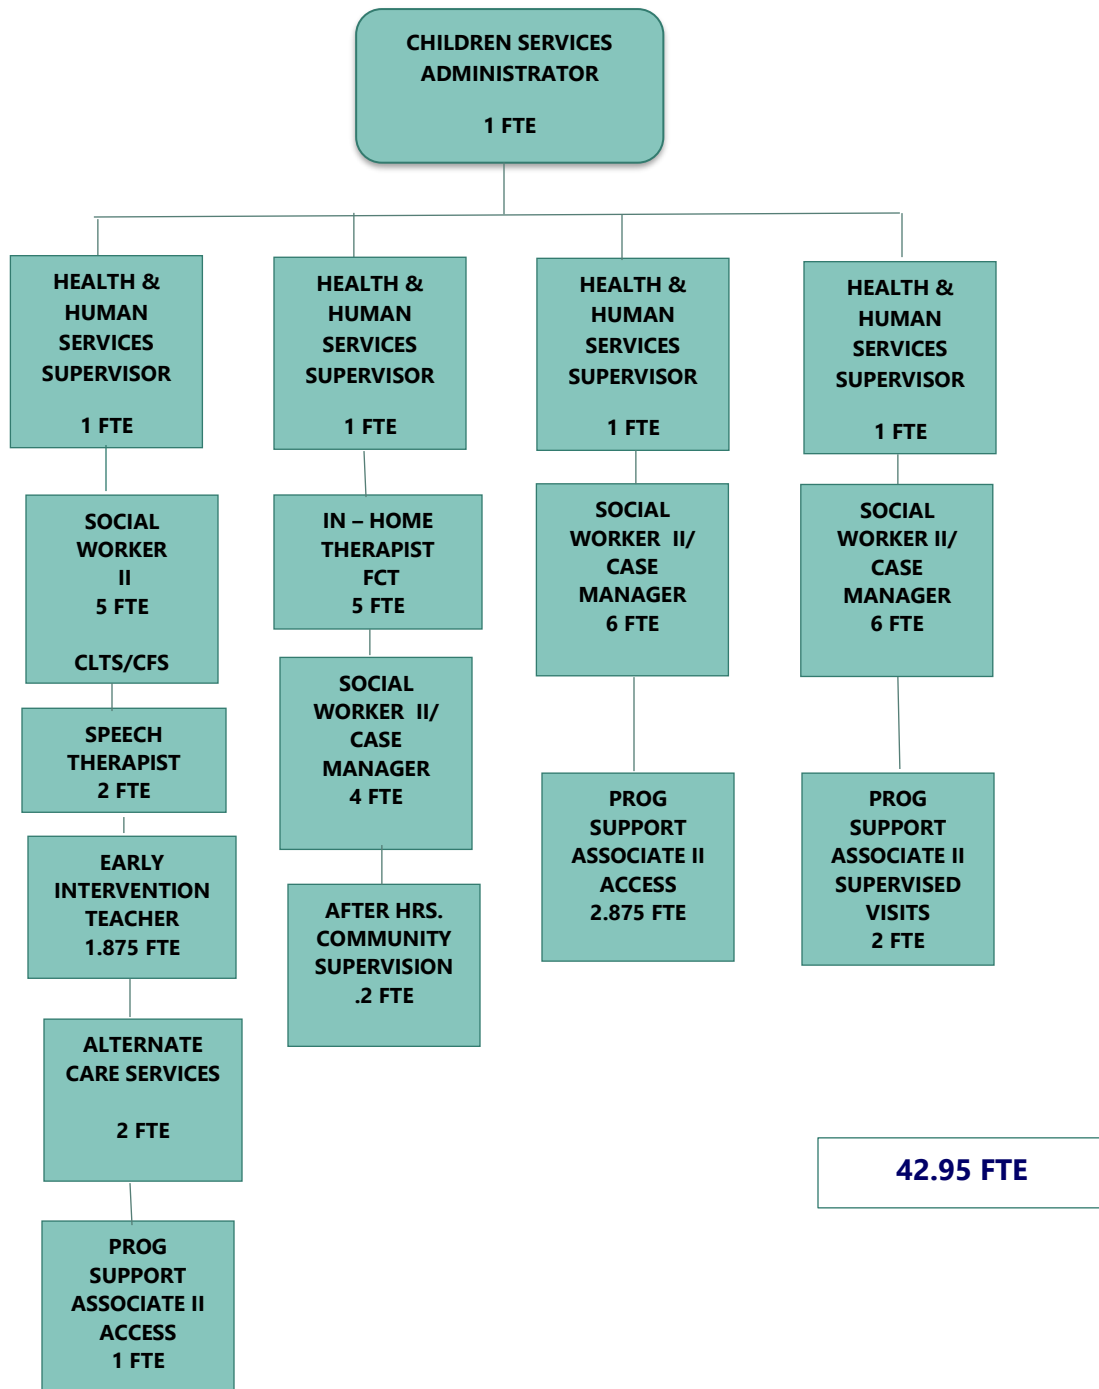 CHILDREN SERVICES
ADMINISTRATOR
1 FTE
HEALTH &
HUMAN
SERVICES
SUPERVISOR
1 FTE
HEALTH &
HUMAN
SERVICES
SUPERVISOR
1 FTE
HEALTH &
HUMAN
SERVICES
SUPERVISOR
1 FTE
HEALTH &
HUMAN
SERVICES
SUPERVISOR
1 FTE
SOCIAL
WORKER
II
5 FTE
CLTS/CFS
IN – HOME
THERAPIST
FCT
5 FTE
SOCIAL
WORKER II/
CASE
MANAGER
6 FTE
SOCIAL
WORKER II/
CASE
MANAGER
6 FTE
SPEECH
THERAPIST
2 FTE
SOCIAL
WORKER II/
CASE
MANAGER
4 FTE
PROG
SUPPORT
ASSOCIATE II
ACCESS
2.875 FTE
PROG
SUPPORT
ASSOCIATE II
SUPERVISED
VISITS
2 FTE
EARLY
INTERVENTION
TEACHER
1.875 FTE
AFTER HRS.
COMMUNITY
SUPERVISION
.2 FTE
ALTERNATE
CARE SERVICES
2 FTE
42.95 FTE
PROG
SUPPORT
ASSOCIATE II
ACCESS
1 FTE